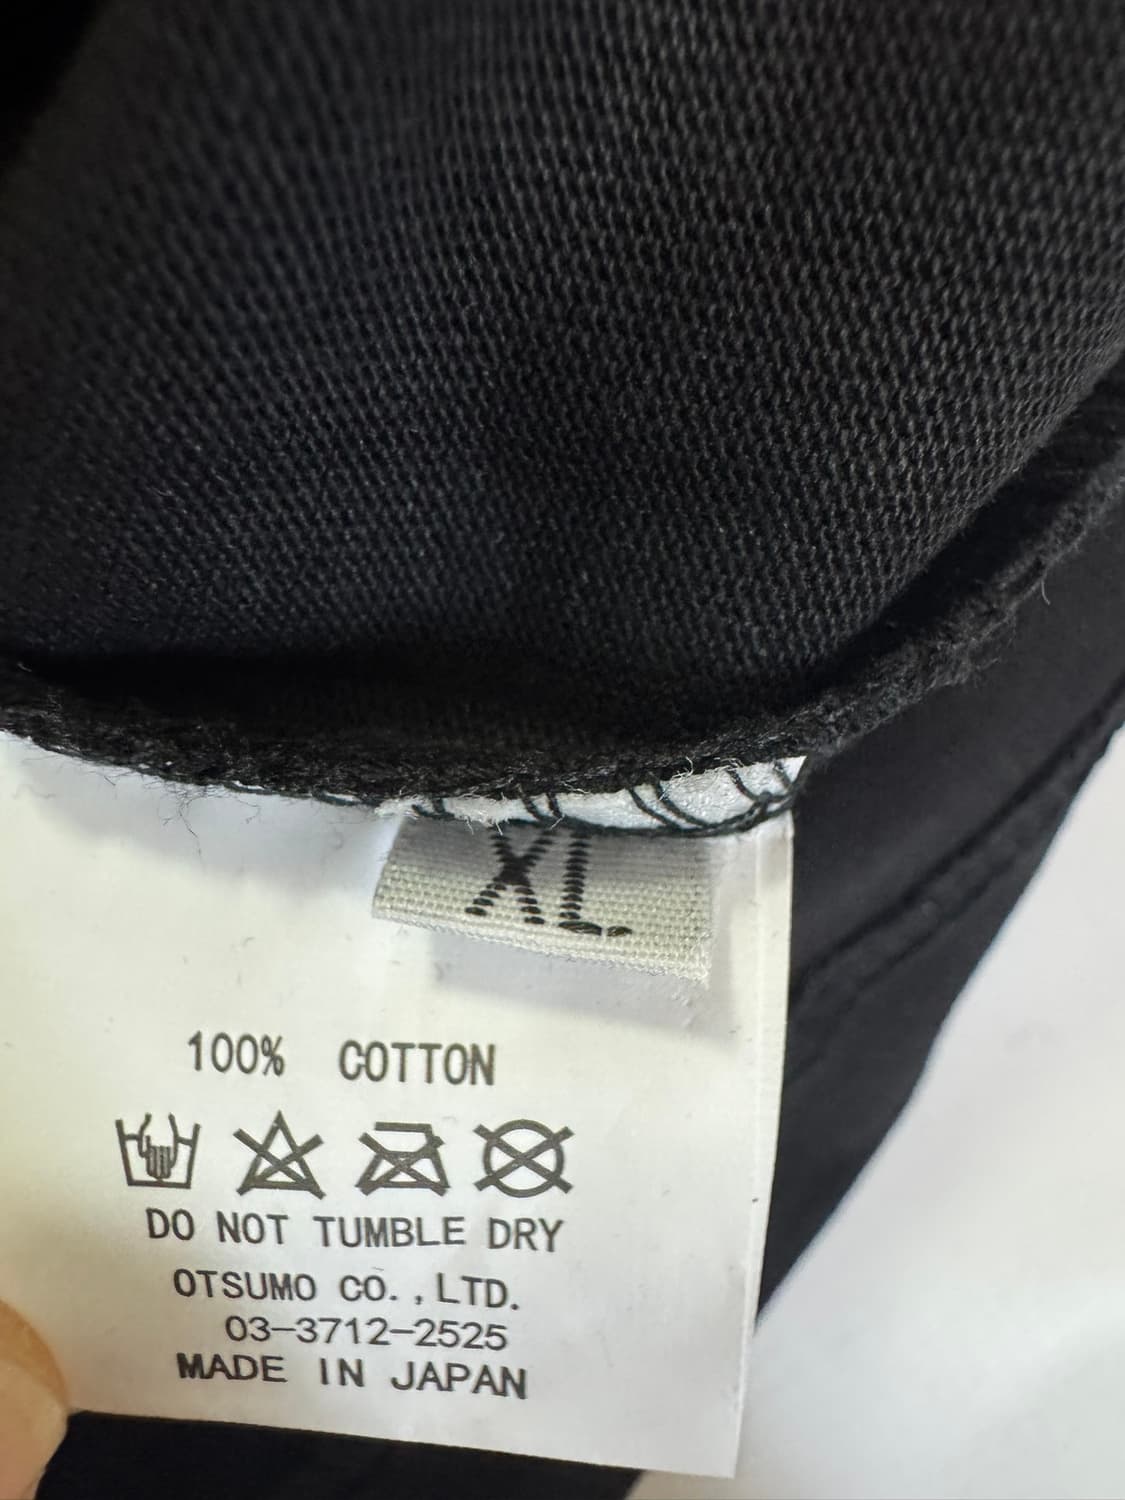 XL
100% COTTON
DO NOT TUMBLE DRY
OTSUMO CO.,LTD.
03-3712-2525
MADE IN JAPAN